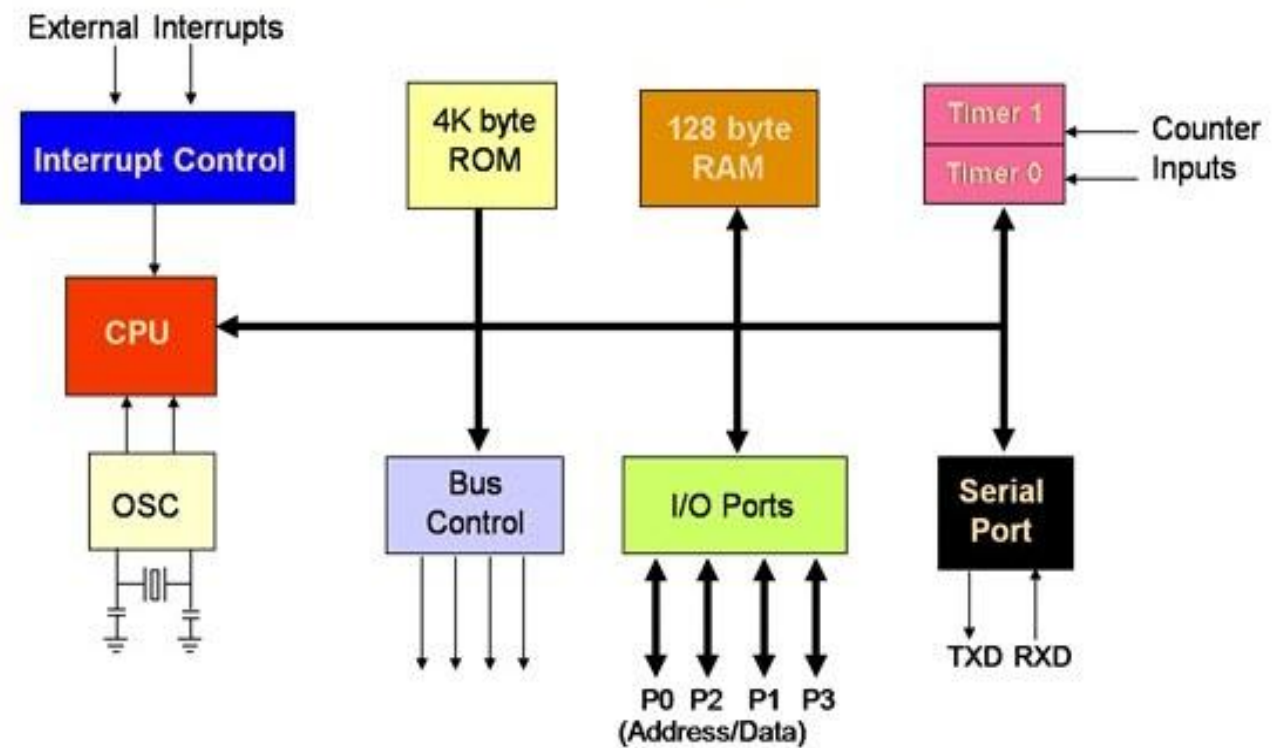 External Interrupts
Interrupt Control
4K byte
ROM
128 byte
RAM
Timer 1
Timer 0
Counter
Inputs
CPU
OSC
Bus
Control
I/O Ports
Serial
Port
TXD RXD
P0 P2 P1 P3
(Address/Data)